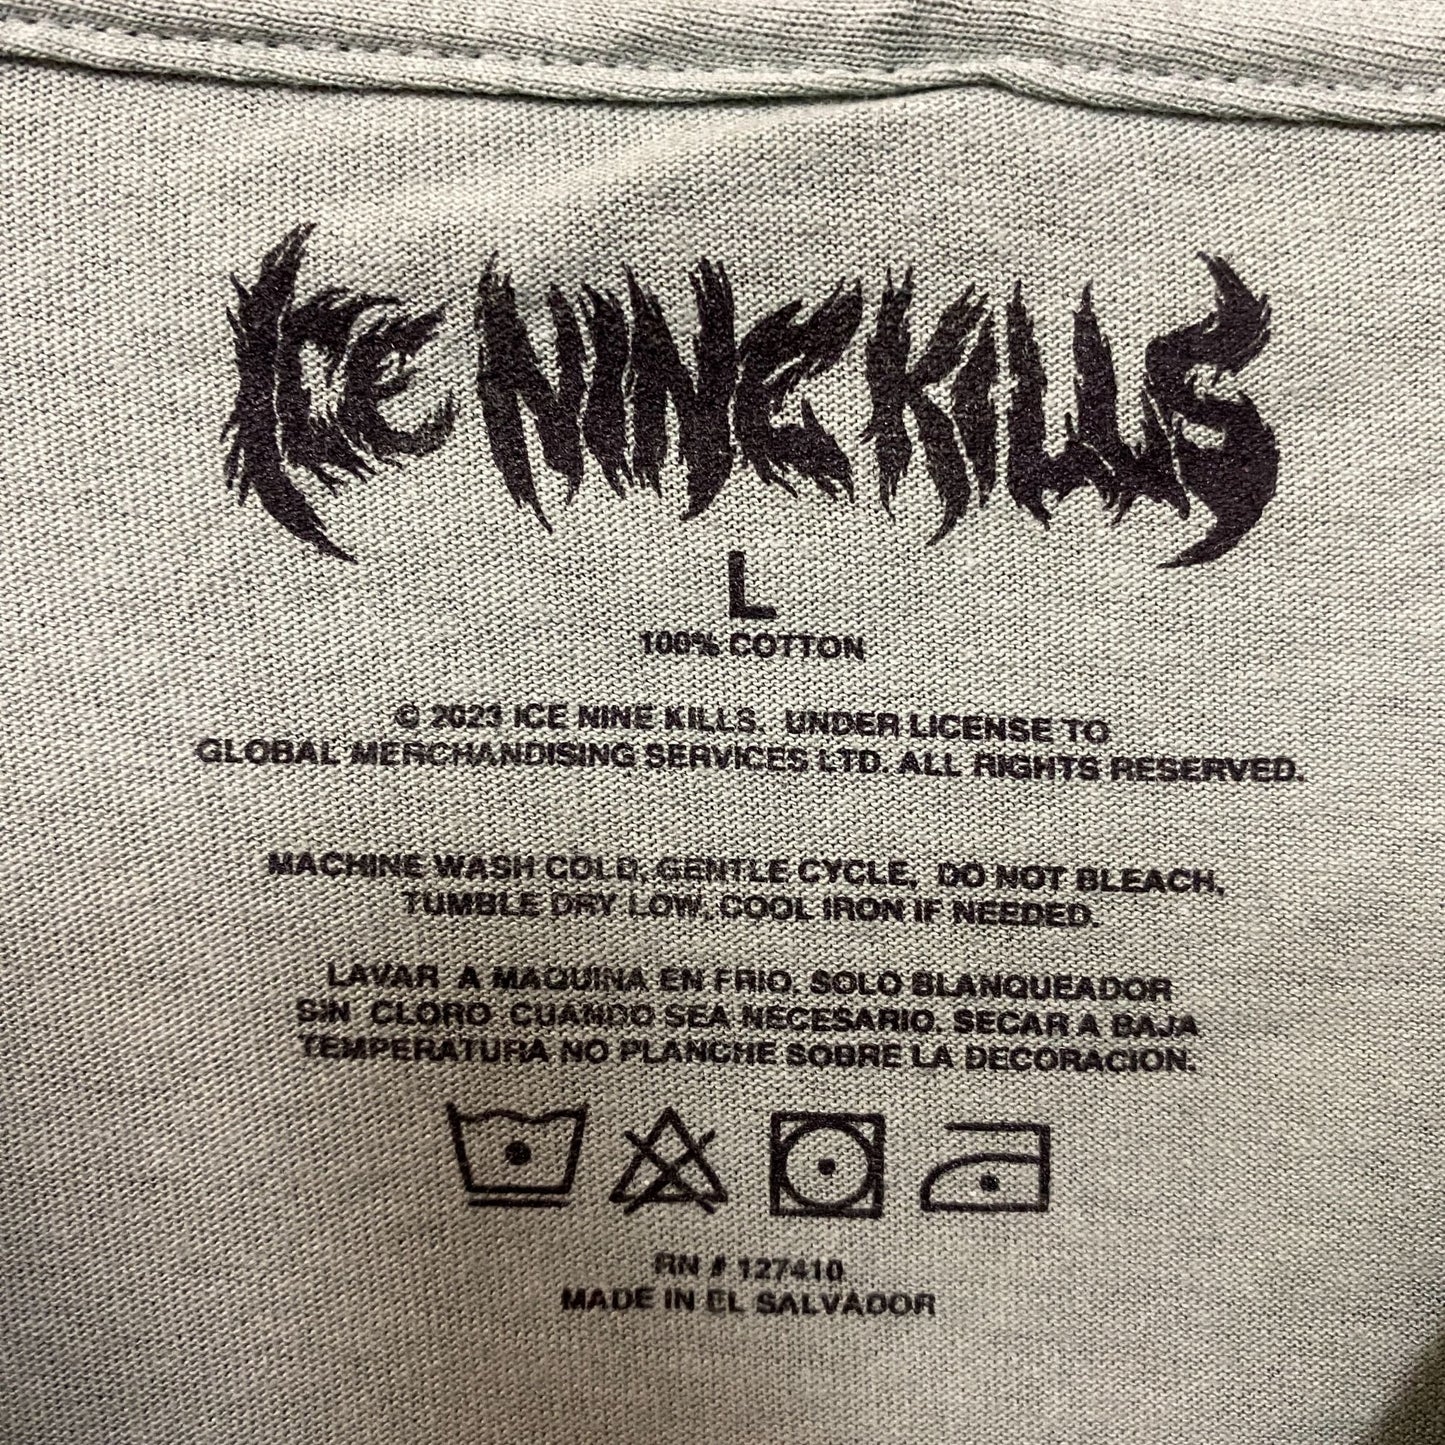 ICE NINE KILLS
L
100% COTTON
© 2023 ICE NINE KILLS. UNDER LICENSE TO
GLOBAL MERCHANDISING SERVICES LTD. ALL RIGHTS RESERVED.
MACHINE WASH COLD, GENTLE CYCLE, DO NOT BLEACH,
TUMBLE DRY LOW, COOL IRON IF NEEDED.
LAVAR A MAQUINA EN FRIO. SOLO BLANQUEADOR
SIN CLORO CUANDO SEA NECESARIO. SECAR A BAJA
TEMPERATURA NO PLANCHE SOBRE LA DECORACION.
RN # 127410
MADE IN EL SALVADOR